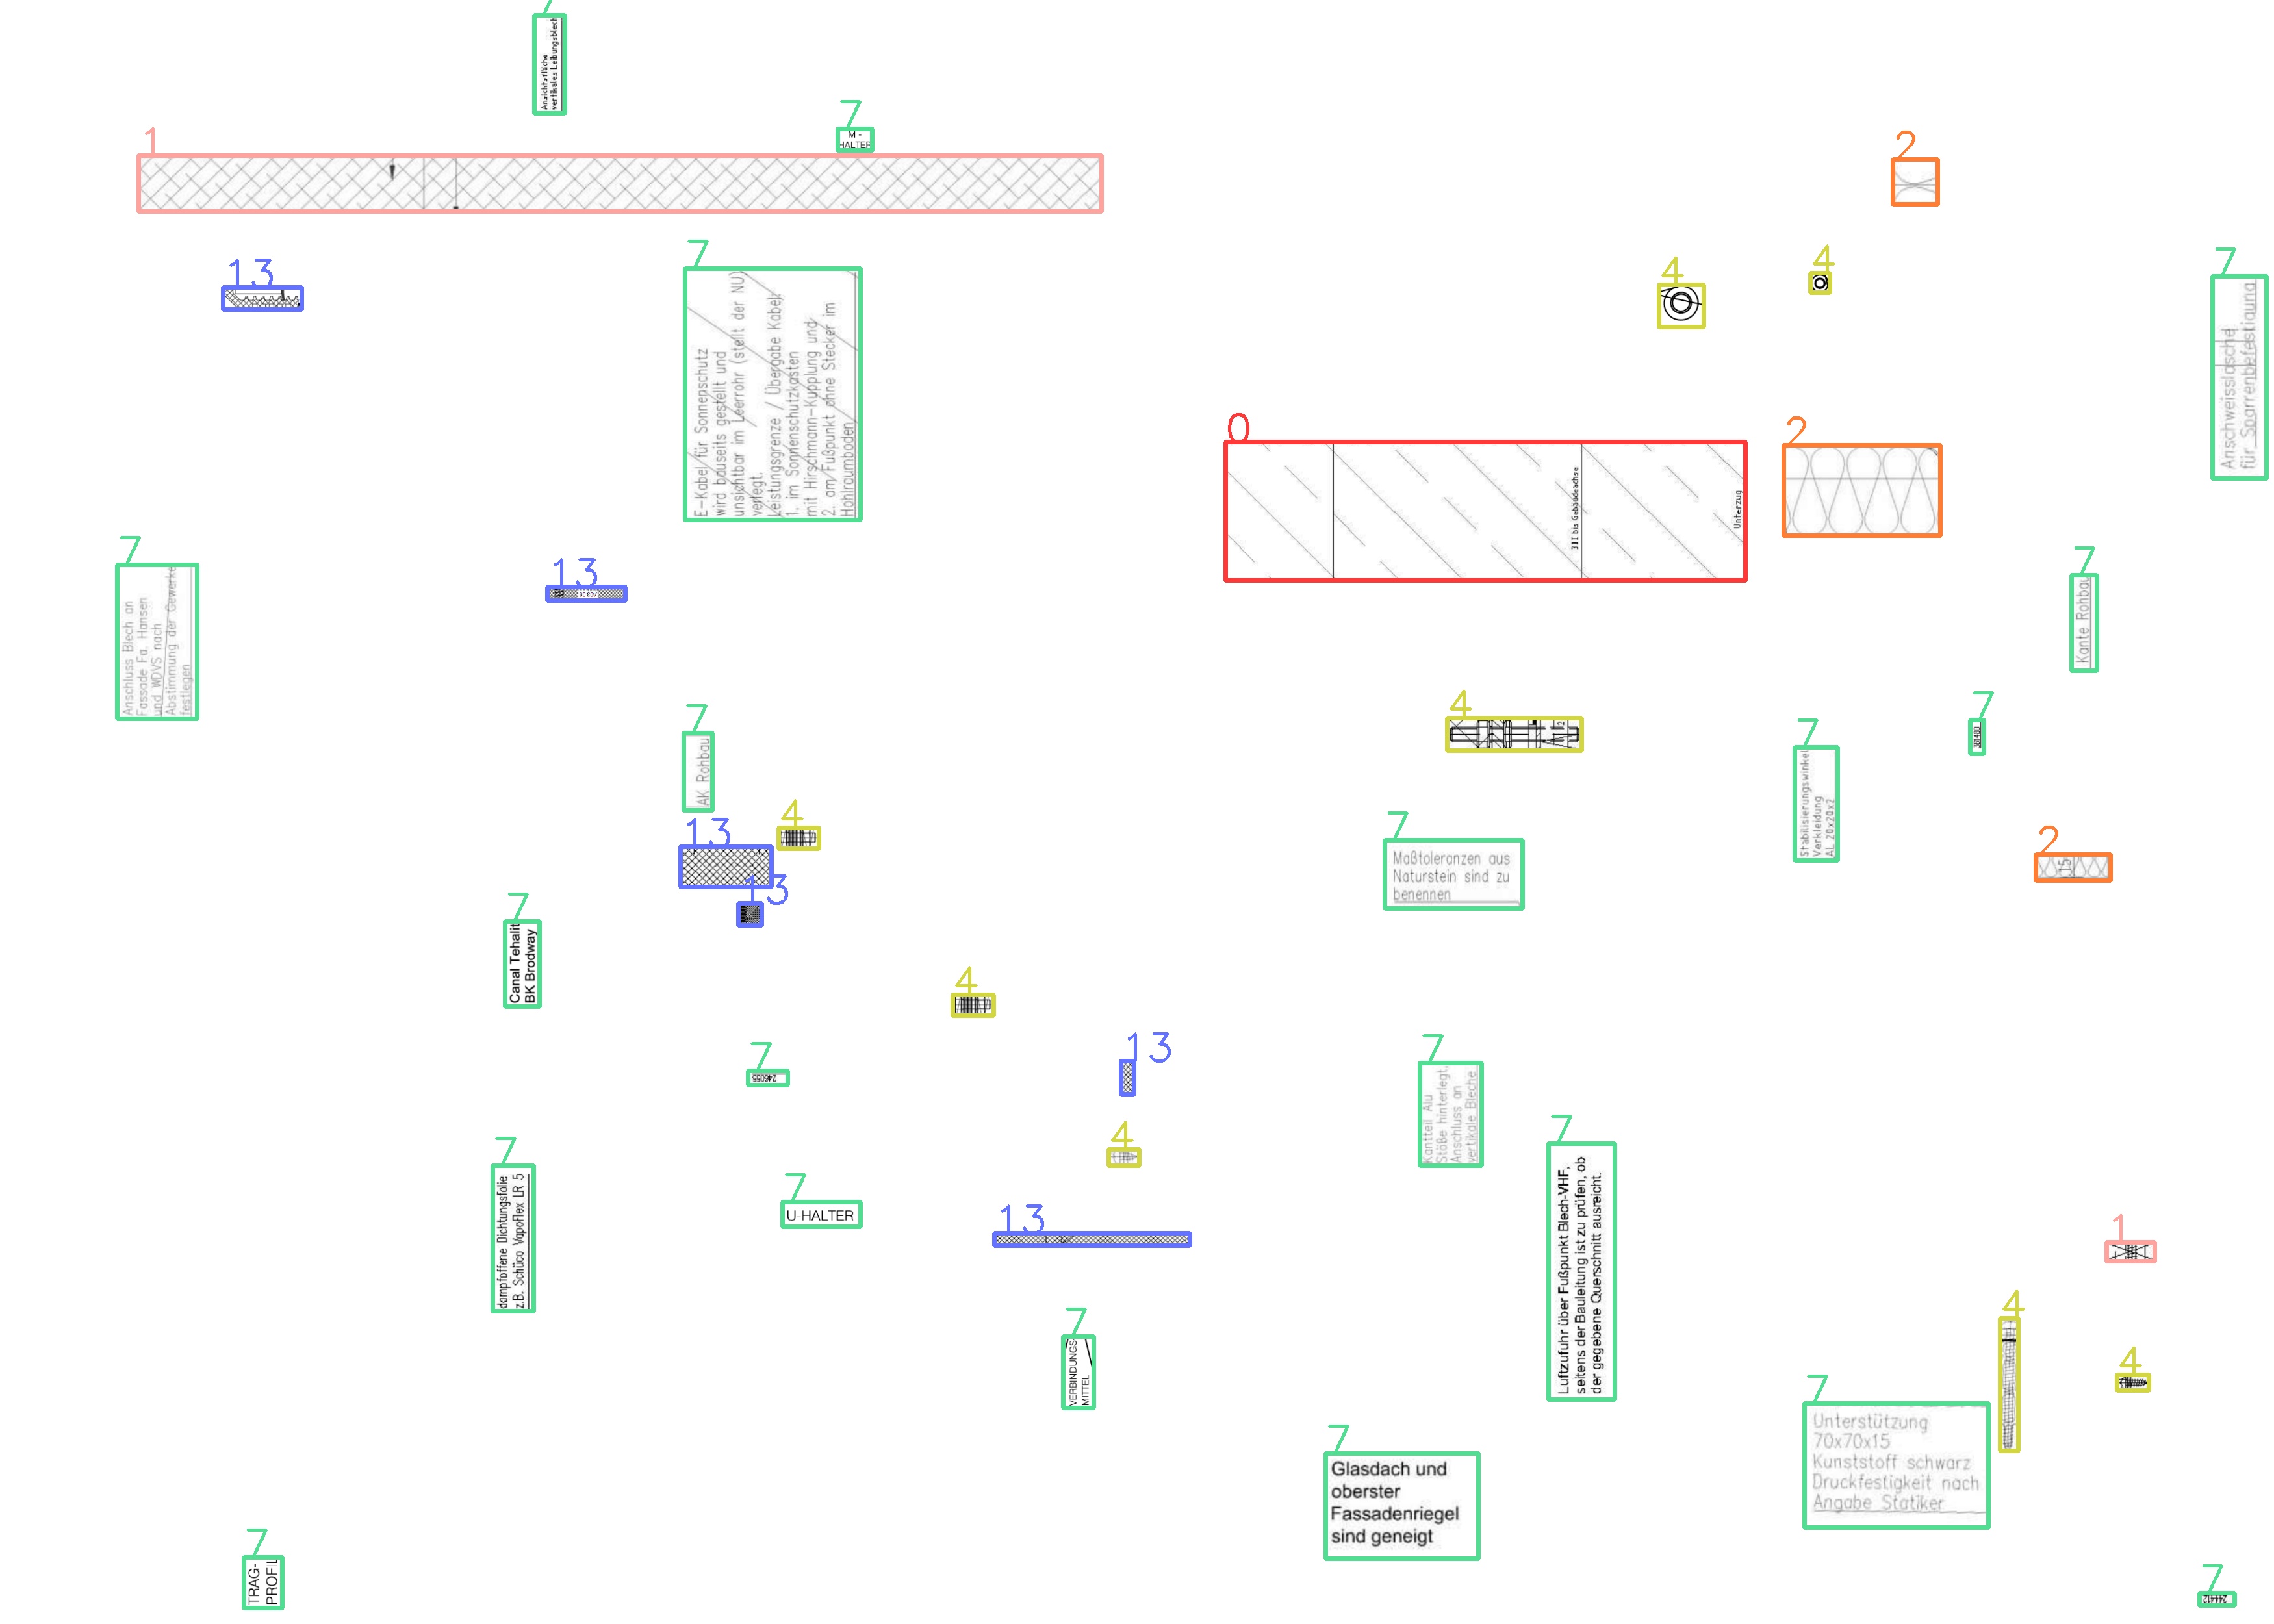 7
Ansichtsfläche
vertikales Leibungsblech
7
M -
HALTER
1
2
13
7
E-Kabel für Sonnenschutz
wird bauseits gestellt und
unsichtbar im Leerrohr (stellt der NU)
verlegt.
Leistungsgrenze / Übergabe Kabel:
1. im Sonnenschutzkasten
mit Hirschmann-Kupplung und
2. am Fußpunkt ohne Stecker im
Hohlraumboden
4
4
7
Anschweisslasche
für Sparrenbefestigung
0
331 bis Gebäudeachse
Unterzug
2
7
Anschluss Blech an
Fassade Fa. Hansen
und WDVS nach
Abstimmung der Gewerke
festlegen
13
7
Kante Rohbau
7
AK Rohbau
4
2
7
Stabilisierungswinkel
Verkleidung
AL 20x20x2
7
381480
13
4
13
7
Maßtoleranzen aus
Naturstein sind zu
benennen
2
15
7
Canal Tehalit
BK Brodway
4
7
246055
13
7
Kantteil Alu
Stöße hinterlegt,
Anschluss an
vertikale Bleche
4
7
dampfoffene Dichtungsfolie
z.B. Schüco VapoFlex LR 5
7
U-HALTER
13
7
Luftzufuhr über Fußpunkt Blech-VHF,
seitens der Bauleitung ist zu prüfen, ob
der gegebene Querschnitt ausreicht.
1
7
VERBINDUNGS
MITTEL
4
4
7
Unterstützung
70x70x15
Kunststoff schwarz
Druckfestigkeit nach
Angabe Statiker
7
Glasdach und
oberster
Fassadenriegel
sind geneigt
7
TRAG-
PROFIL
7
244412